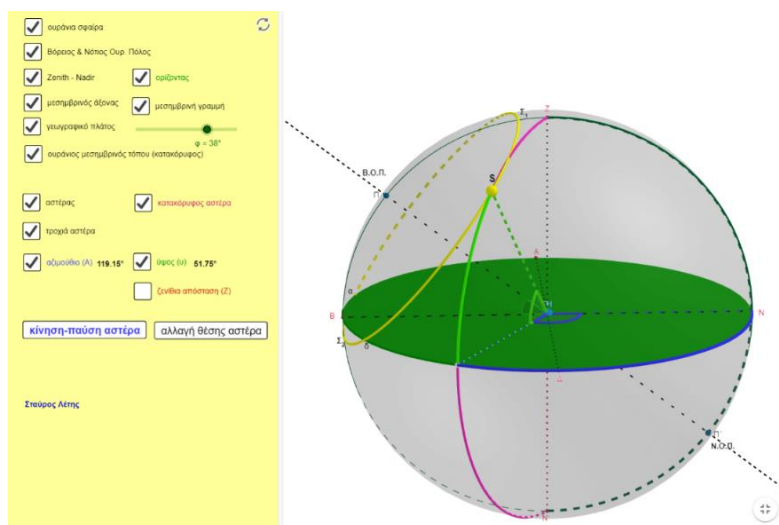 ουράνια σφαίρα
Βόρειος & Νότιος Ουρ. Πόλος
Zenith - Nadir
ορίζοντας
μεσημβρινός άξονας
μεσημβρινή γραμμή
γεωγραφικό πλάτος
φ = 38°
ουράνιος μεσημβρινός τόπου (κατακόρυφος)
αστέρας
κατακόρυφος αστέρα
τροχιά αστέρα
αζιμούθιο (Α) 119.15°
ύψος (υ) 51.75°
ζενίθια απόσταση (Ζ)
κίνηση-παύση αστέρα
αλλαγή θέσης αστέρα
Σταύρος Λέτης
Σ₁
Z
Β.Ο.Π.
Π
S
A
α
B
N
Σ₂
δ
Δ
Π
Ν.Ο.Π.
N